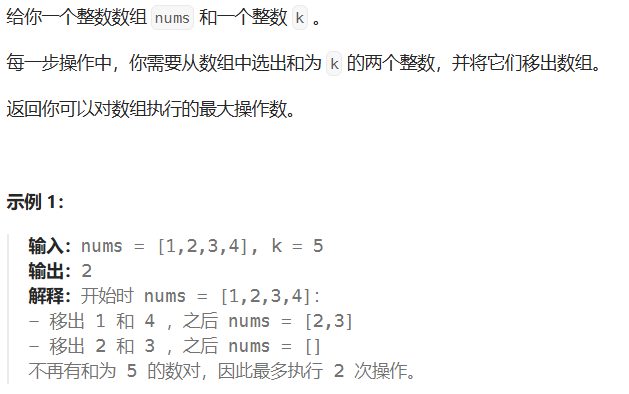 给你一个整数数组 nums 和一个整数 k 。
每一步操作中，你需要从数组中选出和为 k 的两个整数，并将它们移出数组。
返回你可以对数组执行的最大操作数。
示例 1：
输入：nums = [1,2,3,4], k = 5
输出：2
解释：开始时 nums = [1,2,3,4]：
- 移出 1 和 4 ，之后 nums = [2,3]
- 移出 2 和 3 ，之后 nums = []
不再有和为 5 的数对，因此最多执行 2 次操作。